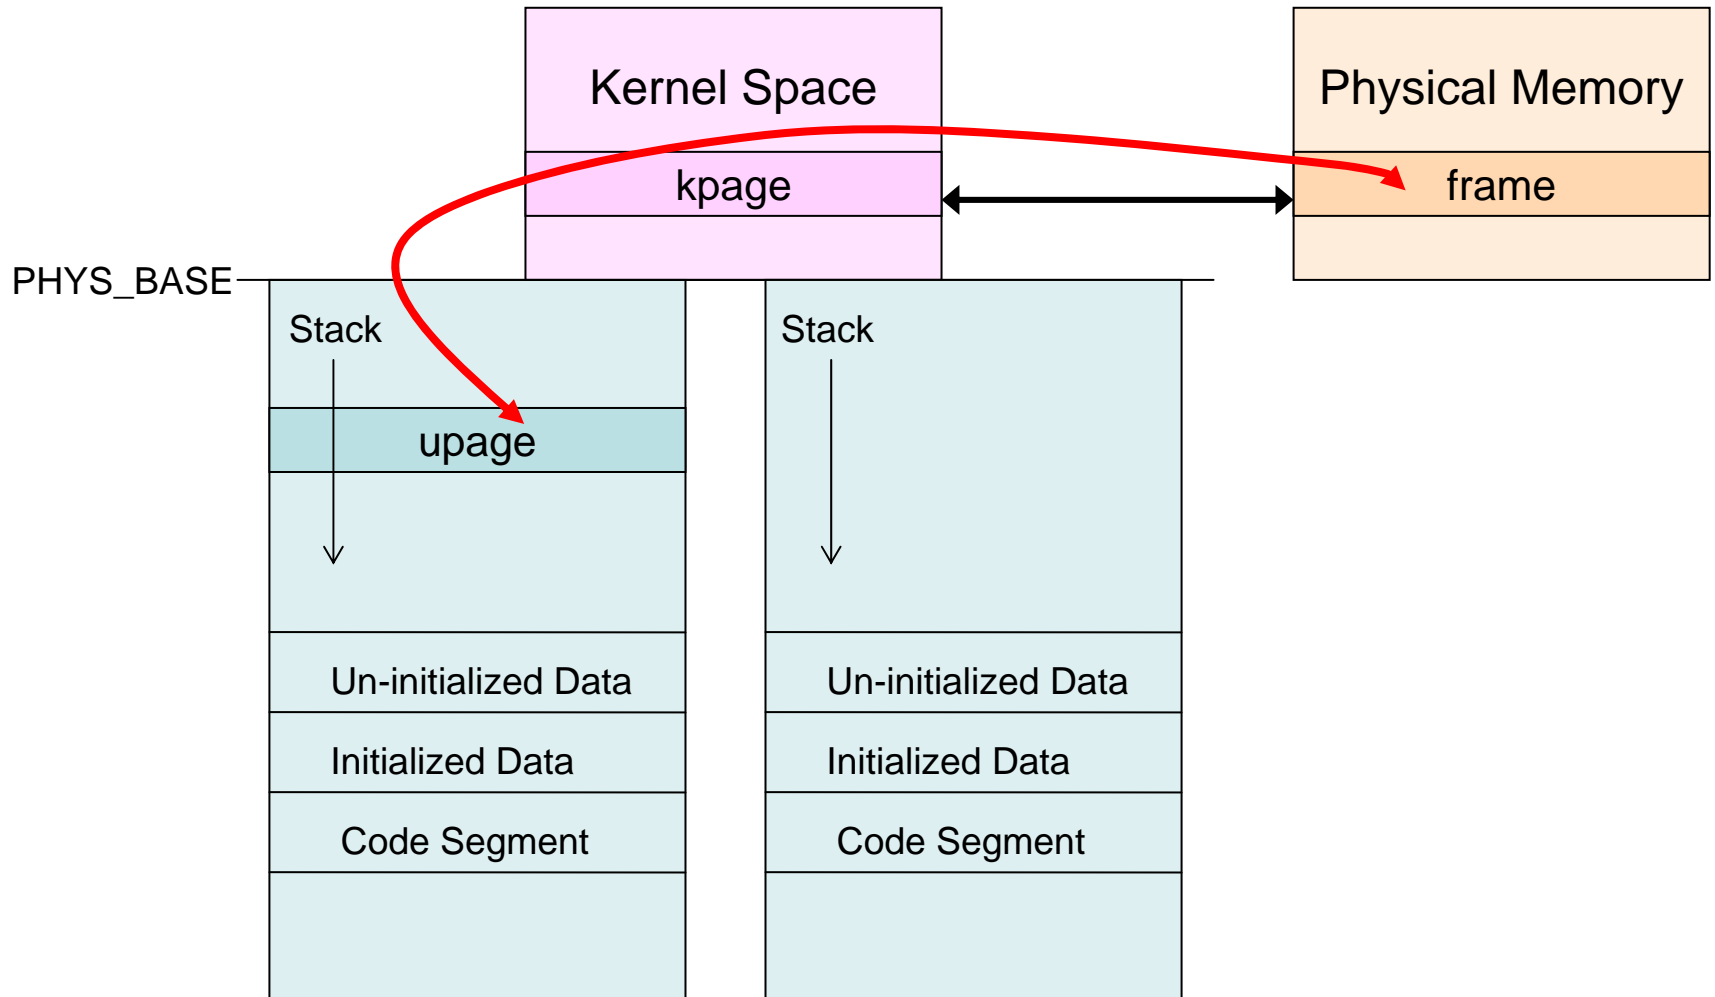 Kernel Space
Physical Memory
kpage
frame
PHYS_BASE
Stack
Stack
upage
Un-initialized Data
Un-initialized Data
Initialized Data
Initialized Data
Code Segment
Code Segment